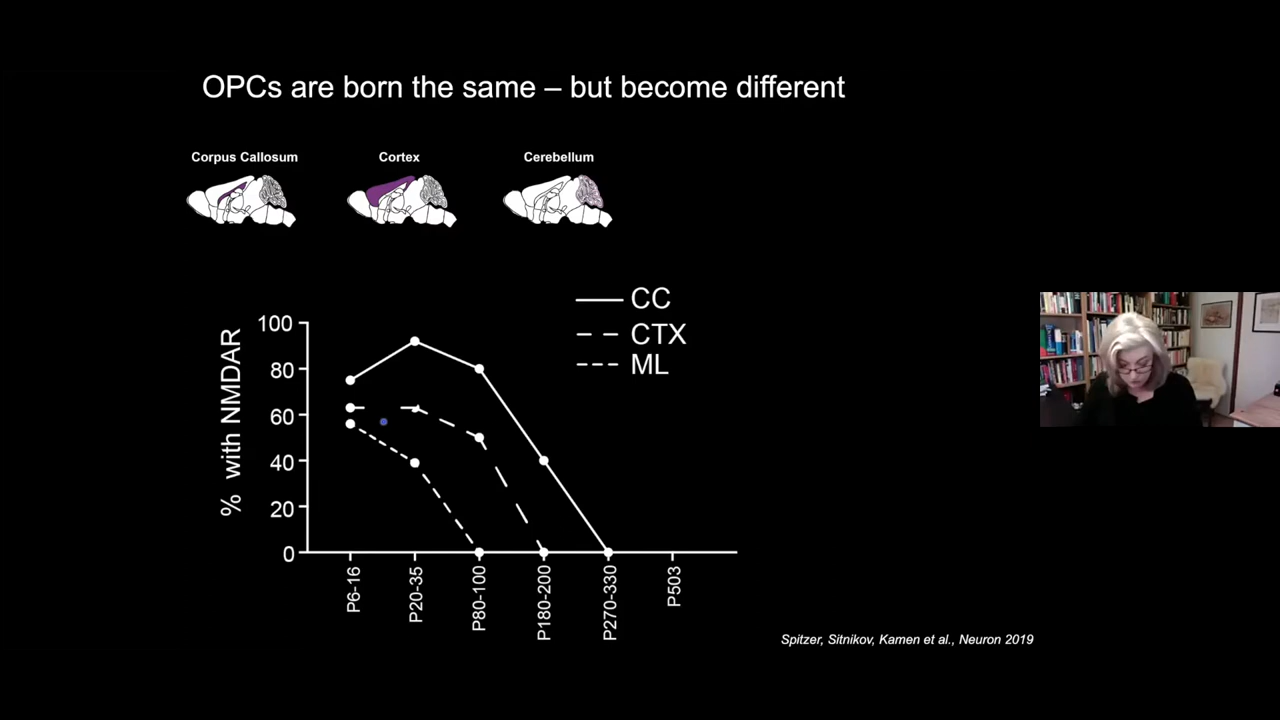 OPCs are born the same – but become different
Corpus Callosum
Cortex
Cerebellum
CC
CTX
ML
% with NMDAR
100
80
60
40
20
0
P6-16
P20-35
P80-100
P180-200
P270-330
P503
Spitzer, Sitnikov, Kamen et al., Neuron 2019